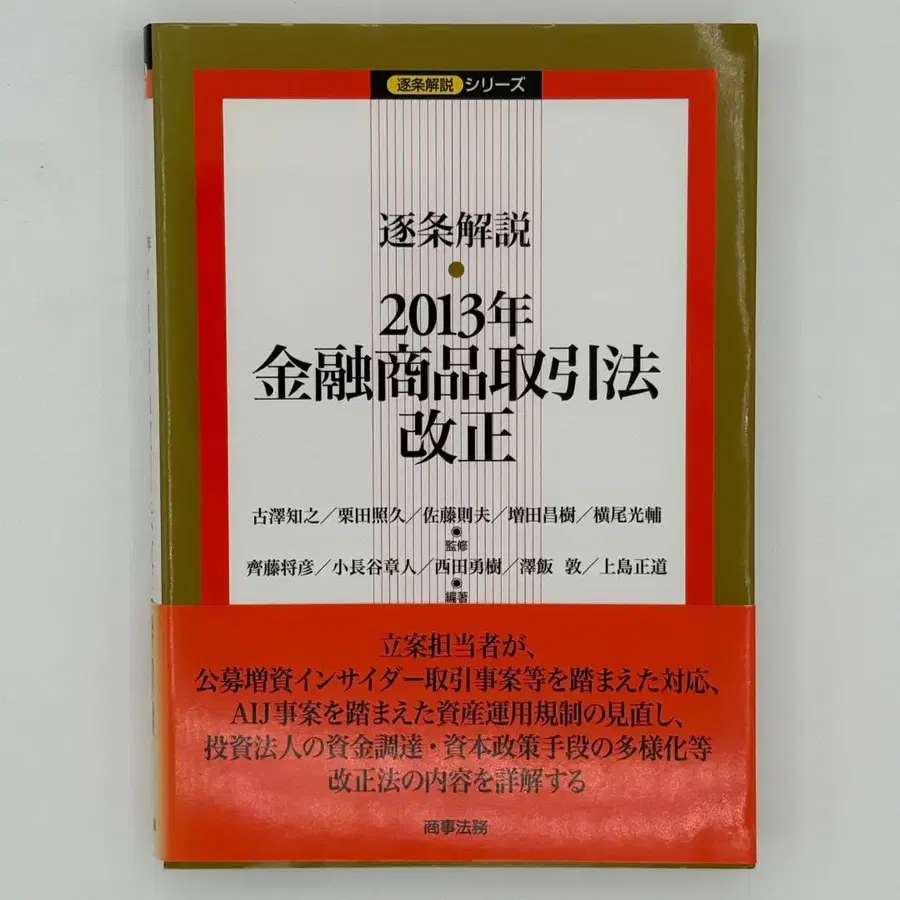 逐条解説シリーズ
逐条解説
2013年
金融商品取引法
改正
古澤知之／栗田照久／佐藤則夫／増田昌樹／横尾光輔
監修
齊藤将彦／小長谷章人／西田勇樹／澤飯 敦／上島正道
編著
立案担当者が、
公募増資インサイダー取引事案等を踏まえた対応、
AIJ事案を踏まえた資産運用規制の見直し、
投資法人の資金調達・資本政策手段の多様化等
改正法の内容を詳解する
商事法務